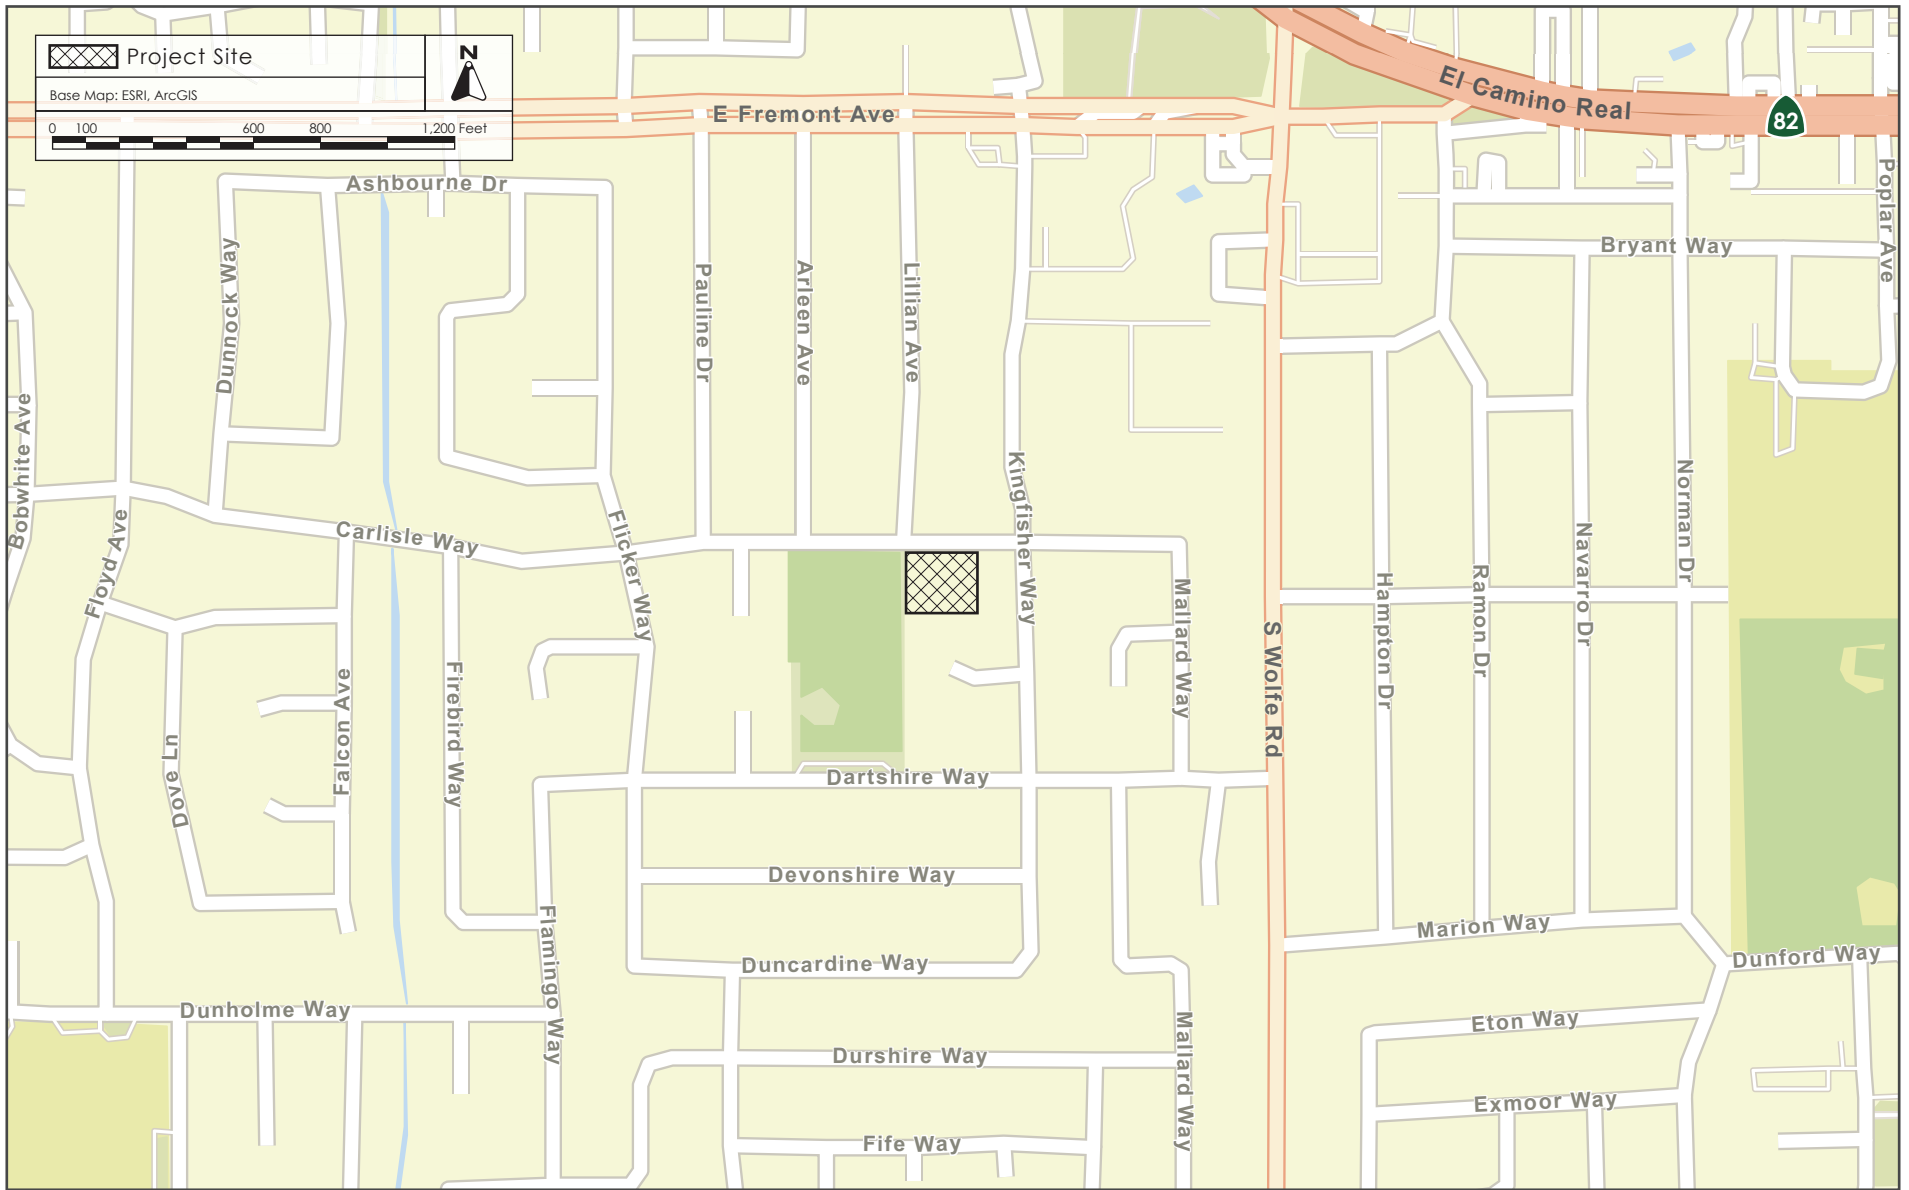 Project Site
N
Base Map: ESRI, ArcGIS
0 100 600 800 1,200 Feet
E Fremont Ave
El Camino Real
82
Ashbourne Dr
Dunnock Way
Pauline Dr
Arleen Ave
Lillian Ave
Bryant Way
Poplar Ave
Bobwhite Ave
Floyd Ave
Carlisle Way
Flicker Way
Kingfisher Way
Mallard Way
S Wolfe Rd
Hampton Dr
Ramon Dr
Navarro Dr
Norman Dr
Dove Ln
Falcon Ave
Firebird Way
Dartshire Way
Devonshire Way
Flamingo Way
Duncardine Way
Marion Way
Dunford Way
Dunholme Way
Durshire Way
Mallard Way
Eton Way
Exmoor Way
Fife Way